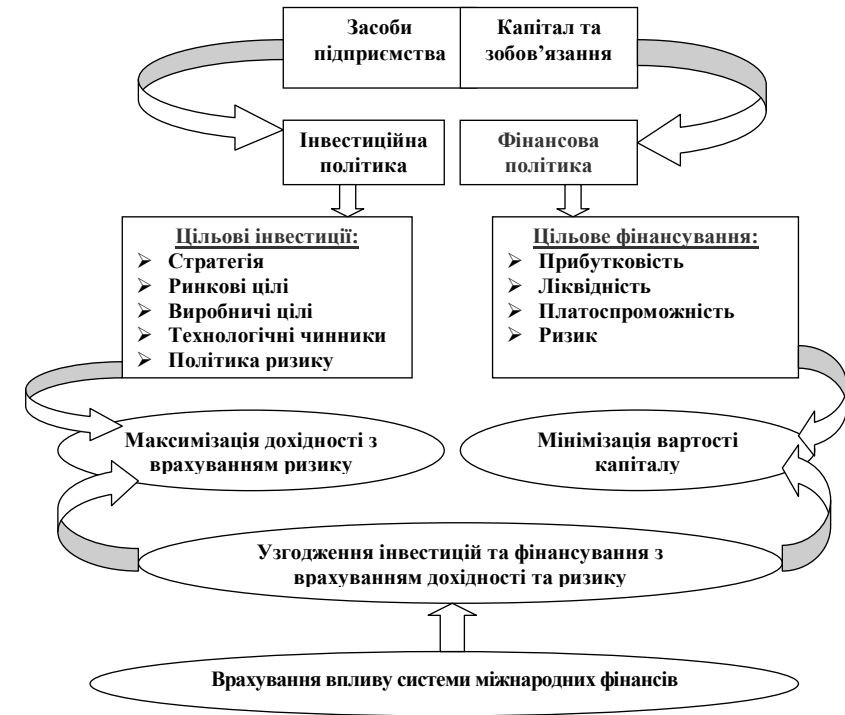 Засоби
підприємства
Капітал та
зобов’язання
Інвестиційна
політика
Фінансова
політика
Цільові інвестиції:
➢ Стратегія
➢ Ринкові цілі
➢ Виробничі цілі
➢ Технологічні чинники
➢ Політика ризику
Цільове фінансування:
➢ Прибутковість
➢ Ліквідність
➢ Платоспроможність
➢ Ризик
Максимізація дохідності з
врахуванням ризику
Мінімізація вартості
капіталу
Узгодження інвестицій та фінансування з
врахуванням дохідності та ризику
Врахування впливу системи міжнародних фінансів